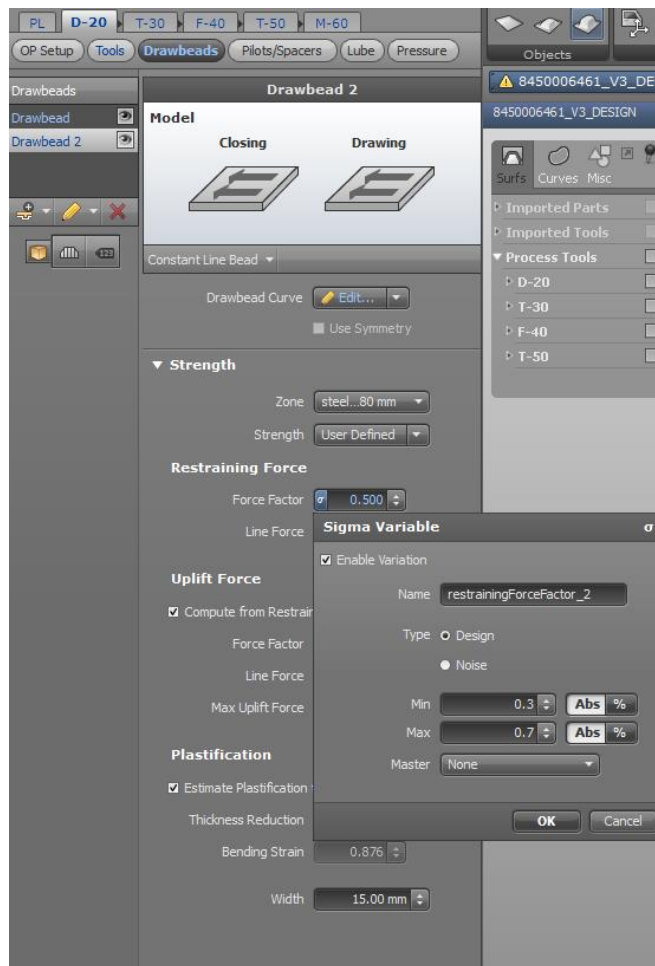 PL D-20 T-30 F-40 T-50 M-60
OP Setup Tools Drawbeads Pilots/Spacers Lube Pressure
Objects
Drawbeads
Drawbead
Drawbead 2
123
Drawbead 2
Model
Closing Drawing
Constant Line Bead
Drawbead Curve Edit...
Use Symmetry
Strength
Zone steel...80 mm
Strength User Defined
Restraining Force
Force Factor σ 0.500
Line Force
Uplift Force
Compute from Restrain
Force Factor
Line Force
Max Uplift Force
Plastification
Estimate Plastification
Thickness Reduction
Bending Strain 0.876
Width 15.00 mm
Sigma Variable σ
Enable Variation
Name restrainingForceFactor_2
Type Design
Noise
Min 0.3 Abs %
Max 0.7 Abs %
Master None
OK Cancel
8450006461_V3_DE
8450006461_V3_DESIGN
Surfs Curves Misc
Imported Parts
Imported Tools
Process Tools
D-20
T-30
F-40
T-50